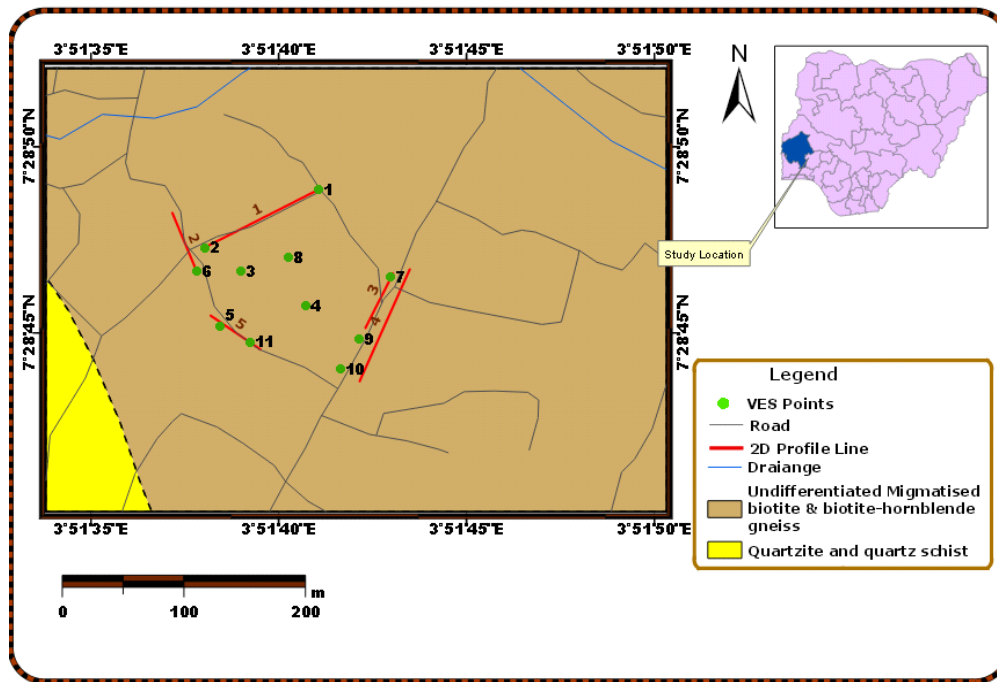 3°51'35"E 3°51'40"E 3°51'45"E 3°51'50"E
N
7°28'50"N
7°28'50"N
1
1
2
2
6
3
8
7
3
4
4
5
5
11
9
10
7°28'45"N
7°28'45"N
3°51'35"E 3°51'40"E 3°51'45"E 3°51'50"E
Study Location
Legend
VES Points
Road
2D Profile Line
Draiange
Undifferentiated Migmatised
biotite & biotite-hornblende
gneiss
Quartzite and quartz schist
m
0 100 200